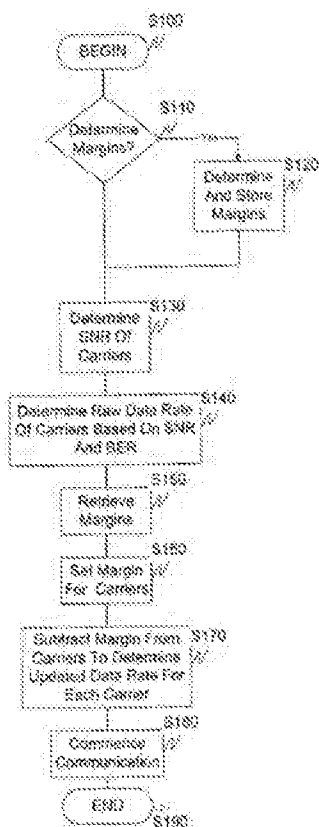 S100
BEGIN
S110
Determine
Margins?
Yes
S120
Determine
And Store
Margins
S130
Determine
SNR Of
Carriers
S140
Determine Raw Data Rate
Of Carriers Based On SNR
And BER
S150
Retrieve
Margins
S160
Set Margin
For Carriers
S170
Subtract Margin From
Carriers To Determine
Updated Data Rate For
Each Carrier
S180
Commence
Communication
END
S190